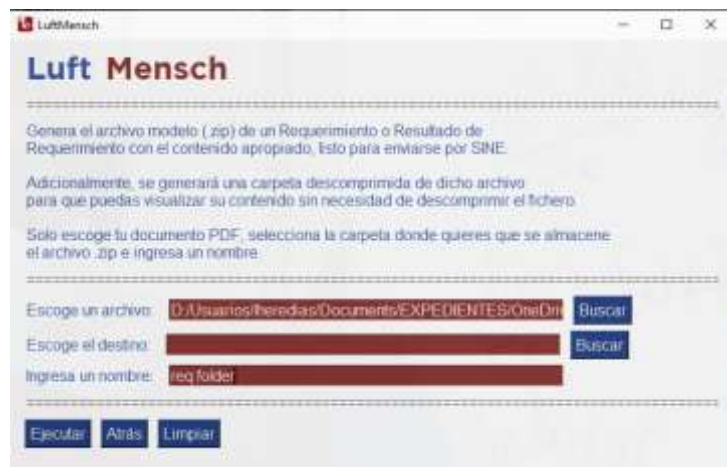 LuftMensch
Luft Mensch
Genera el archivo modelo (.zip) de un Requerimiento o Resultado de
Requerimiento con el contenido apropiado, listo para enviarse por SINE.
Adicionalmente, se generará una carpeta descomprimida de dicho archivo
para que puedas visualizar su contenido sin necesidad de descomprimir el fichero
Solo escoge tu documento PDF, selecciona la carpeta donde quieres que se almacene
el archivo .zip e ingresa un nombre
Escoge un archivo: D:/Usuarios/lheredias/Documents/EXPEDIENTES/OneDri Buscar
Escoge el destino: Buscar
Ingresa un nombre: req folder
Ejecutar Atrás Limpiar